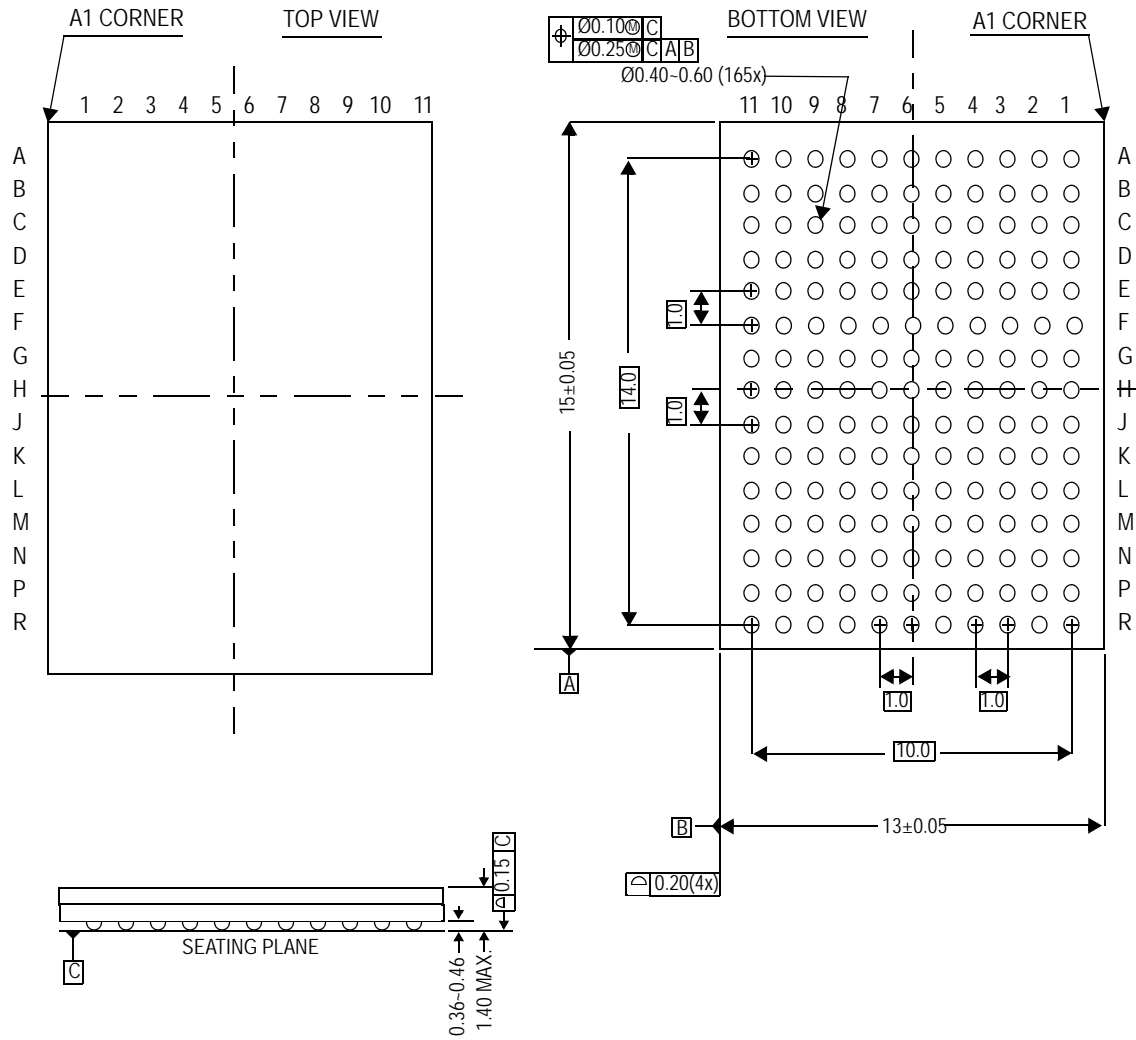 A1 CORNER
TOP VIEW
1 2 3 4 5 6 7 8 9 10 11
A
B
C
D
E
F
G
H
J
K
L
M
N
P
R
Ø0.10Ⓜ C
Ø0.25Ⓜ C A B
Ø0.40~0.60 (165x)
BOTTOM VIEW
A1 CORNER
11 10 9 8 7 6 5 4 3 2 1
A
B
C
D
E
F
G
H
J
K
L
M
N
P
R
15±0.05
14.0
1.0
1.0
A
1.0
1.0
10.0
B
13±0.05
0.20(4x)
0.15 C
SEATING PLANE
C
0.36~0.46
1.40 MAX.